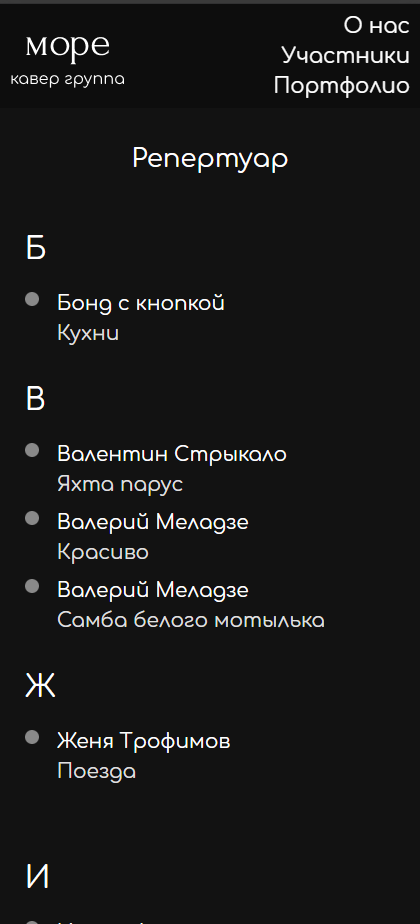 море
кавер группа
О нас
Участники
Портфолио
Репертуар
Б
Бонд с кнопкой
Кухни
В
Валентин Стрыкало
Яхта парус
Валерий Меладзе
Красиво
Валерий Меладзе
Самба белого мотылька
Ж
Женя Трофимов
Поезда
И